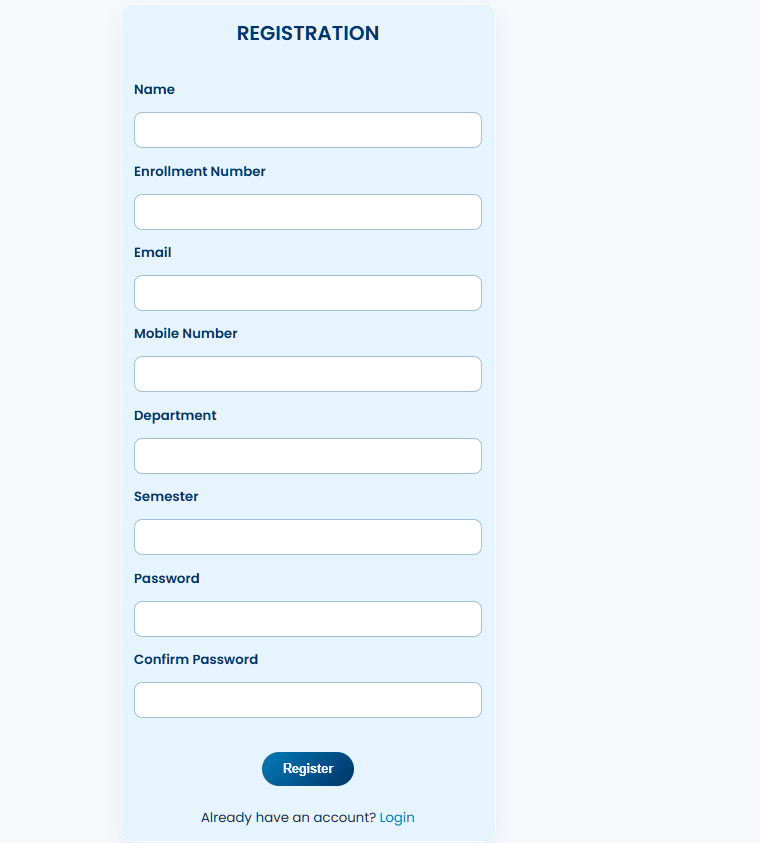 REGISTRATION
Name
Enrollment Number
Email
Mobile Number
Department
Semester
Password
Confirm Password
Register
Already have an account? Login